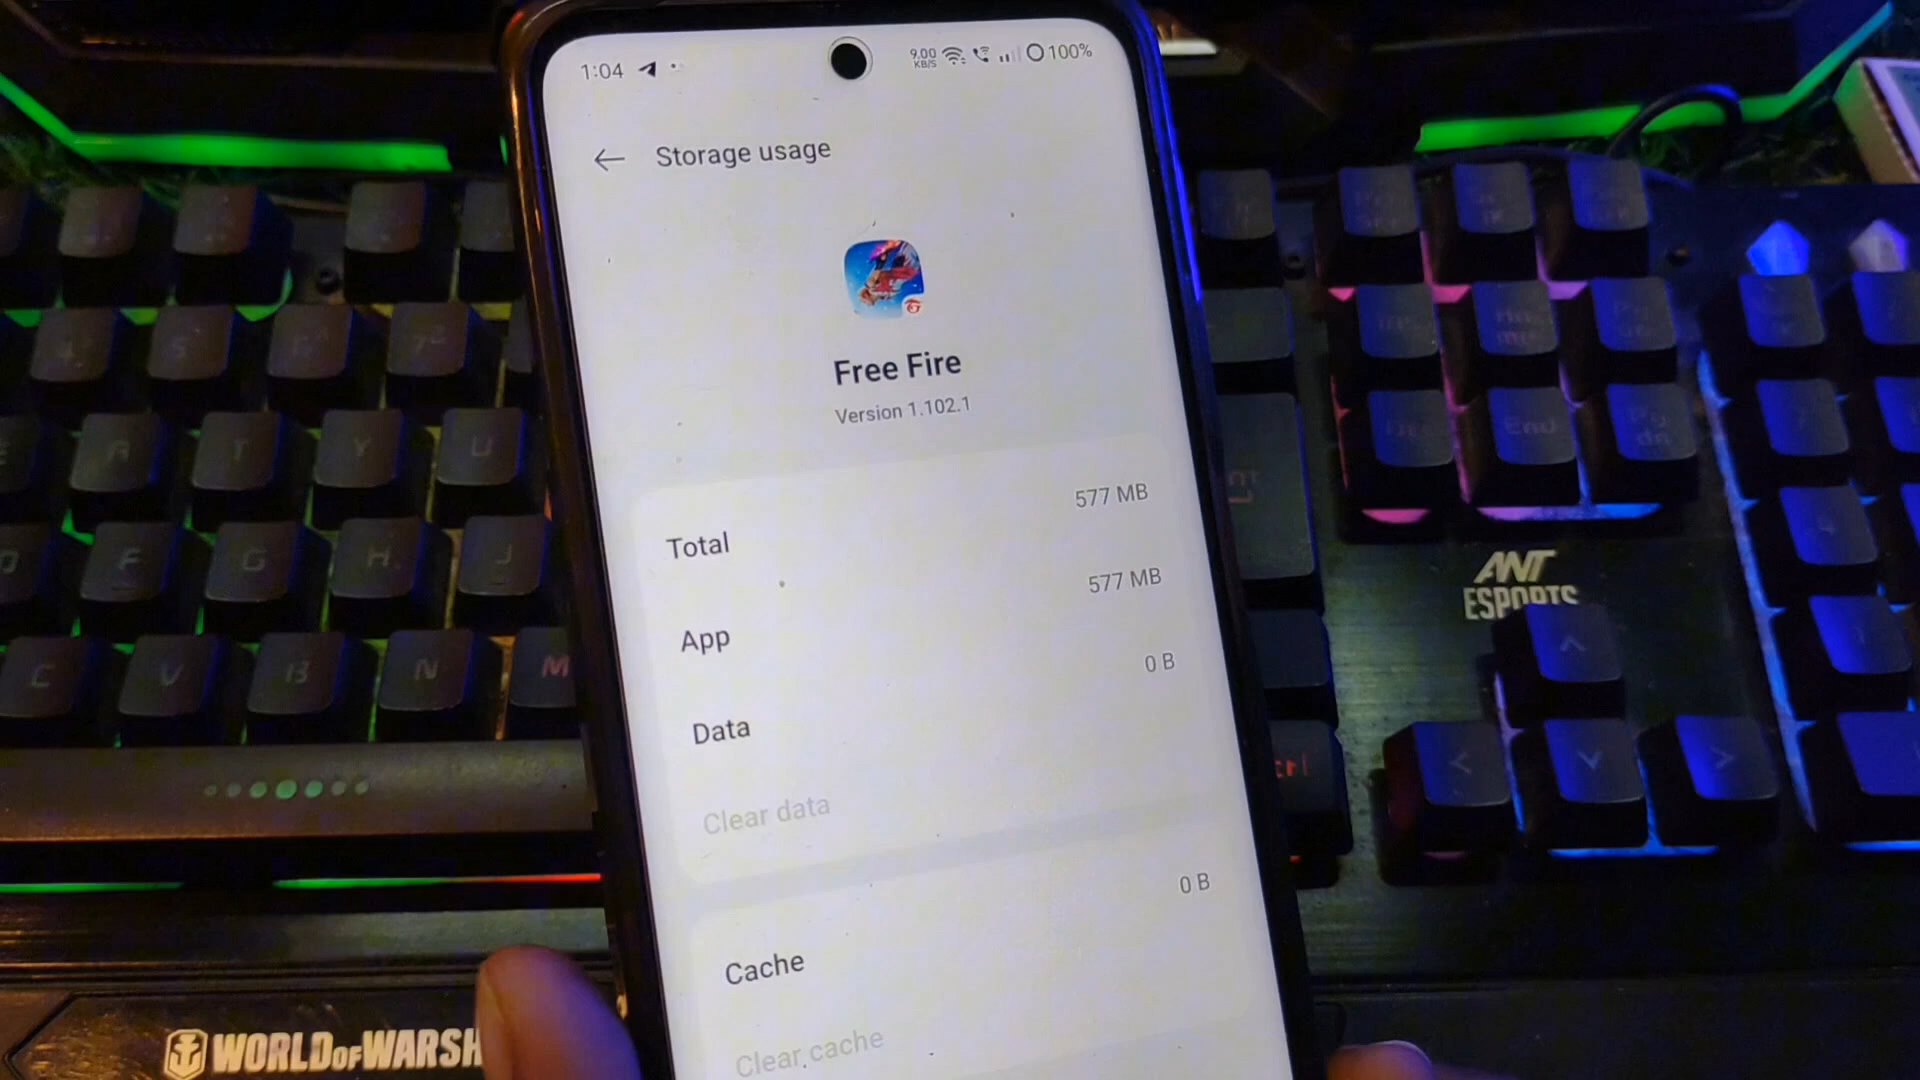 1:04
9.00
KB/S
100%
Storage usage
Free Fire
Version 1.102.1
577 MB
Total
577 MB
App
0 B
Data
Clear data
0 B
Cache
Clear cache
T Y U
F G H J
C V B N M
End
ANT
ESPORTS
WORLD OF WARSH